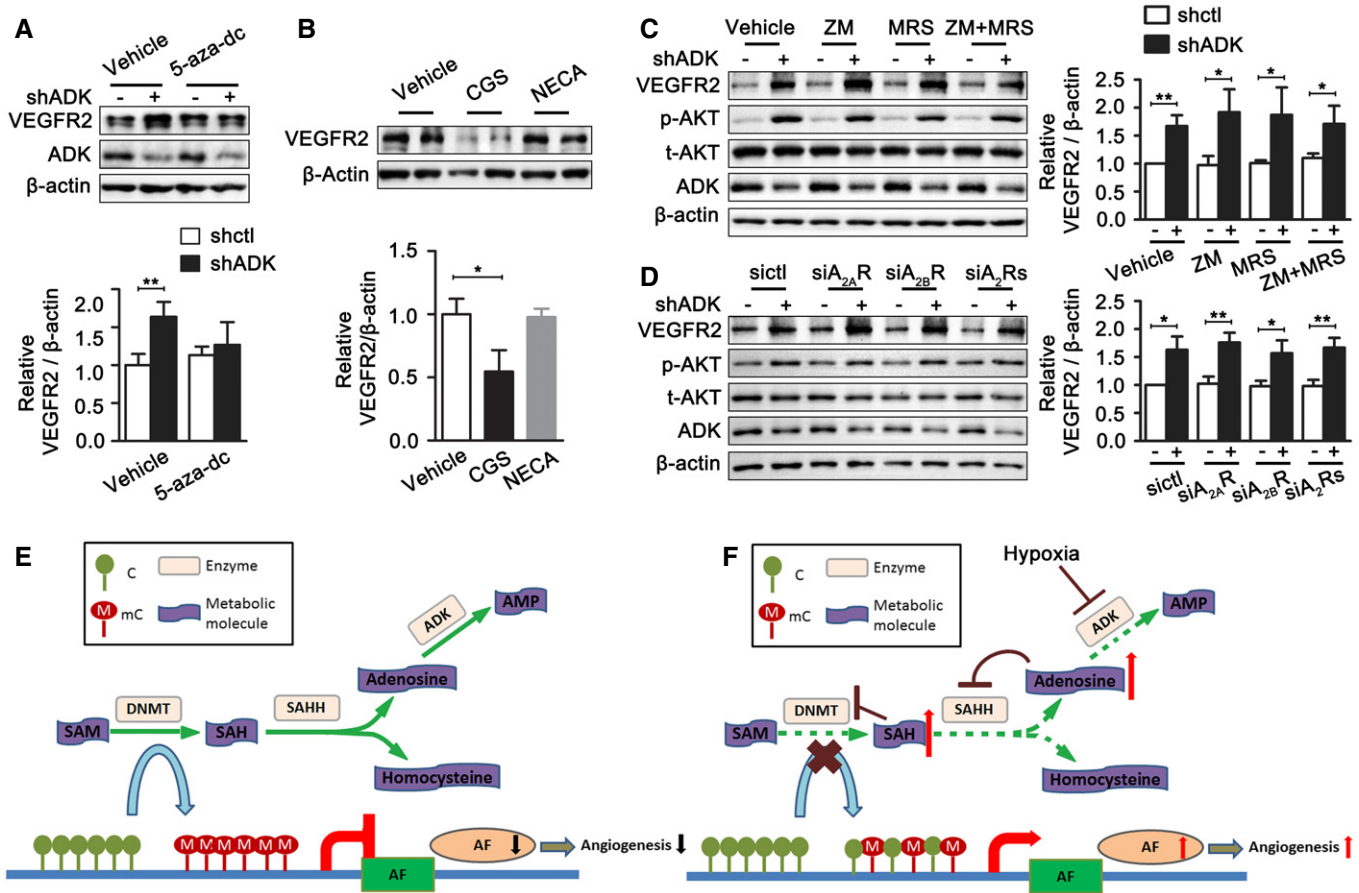 A
Vehicle
5-aza-dc
shADK
- + - +
VEGFR2
ADK
β-actin
shctl
shADK
Relative
VEGFR2 / β-actin
2.0
1.5
1.0
0.5
0.0
**
Vehicle
5-aza-dc
B
Vehicle
CGS
NECA
VEGFR2
β-Actin
Relative
VEGFR2/β-actin
1.5
1.0
0.5
0.0
*
Vehicle
CGS
NECA
C
Vehicle ZM MRS ZM+MRS
shADK - + - + - + - +
VEGFR2
p-AKT
t-AKT
ADK
β-actin
shctl
shADK
Relative
VEGFR2 / β-actin
2.5
2.0
1.5
1.0
0.5
0.0
** * * *
- + - + - + - +
Vehicle
ZM
MRS
ZM+MRS
D
sictl siA2AR siA2BR siA2Rs
shADK - + - + - + - +
VEGFR2
p-AKT
t-AKT
ADK
β-actin
Relative
VEGFR2 / β-actin
2.5
2.0
1.5
1.0
0.5
0.0
* ** * **
- + - + - + - +
sictl
siA2AR
siA2BR
siA2Rs
E
C
Enzyme
M
mC
Metabolic
molecule
ADK
AMP
Adenosine
DNMT
SAHH
SAM
SAH
Homocysteine
M M M M M M
AF
AF
Angiogenesis
F
Hypoxia
C
Enzyme
M
mC
Metabolic
molecule
ADK
AMP
Adenosine
DNMT
SAHH
SAM
SAH
Homocysteine
M M M
AF
AF
Angiogenesis